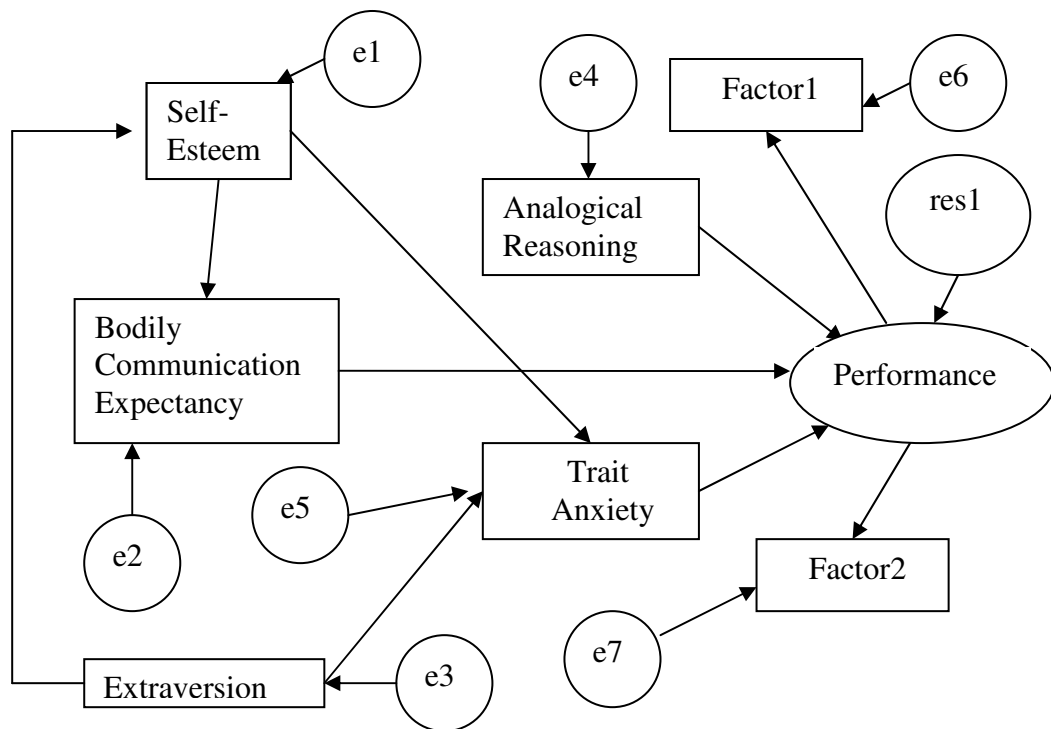 e1
Self-
Esteem
e4
Factor1
e6
Analogical
Reasoning
res1
Bodily
Communication
Expectancy
Performance
Trait
Anxiety
e5
e2
Factor2
e7
Extraversion
e3